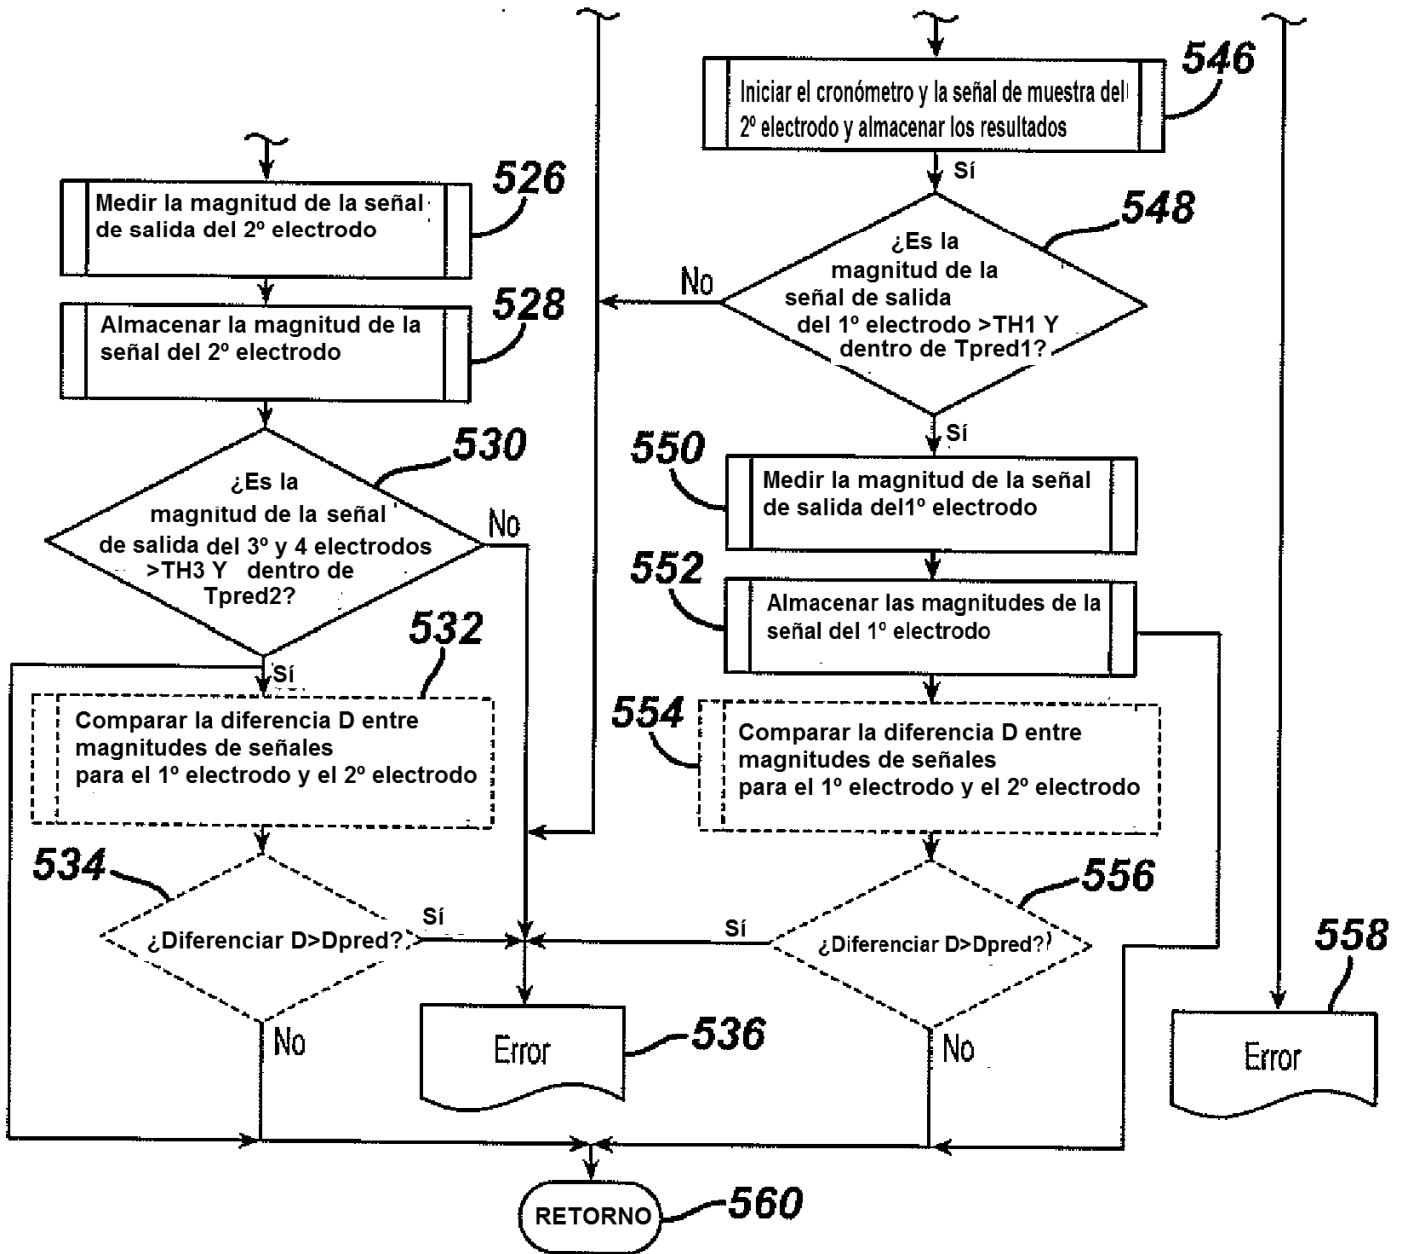 546
Iniciar el cronómetro y la señal de muestra del
2º electrodo y almacenar los resultados
Sí
526
Medir la magnitud de la señal
de salida del 2º electrodo
528
Almacenar la magnitud de la
señal del 2º electrodo
530
¿Es la
magnitud de la señal
de salida del 3º y 4 electrodos
>TH3 Y dentro de
Tpred2?
No
Sí
532
Comparar la diferencia D entre
magnitudes de señales
para el 1º electrodo y el 2º electrodo
534
¿Diferenciar D>Dpred?
Sí
No
548
¿Es la
magnitud de la
señal de salida
del 1º electrodo >TH1 Y
dentro de Tpred1?
No
Sí
550
Medir la magnitud de la señal
de salida del1º electrodo
552
Almacenar las magnitudes de la
señal del 1º electrodo
554
Comparar la diferencia D entre
magnitudes de señales
para el 1º electrodo y el 2º electrodo
556
¿Diferenciar D>Dpred?
Sí
No
Error
536
558
Error
RETORNO
560